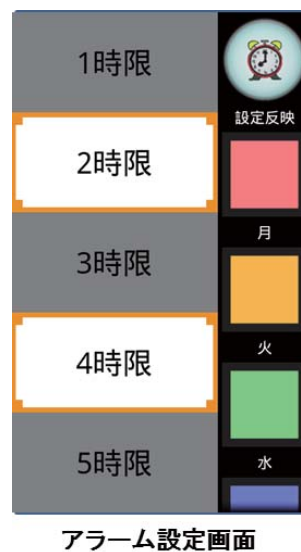 1時限
2時限
3時限
4時限
5時限
設定反映
月
火
水
アラーム設定画面